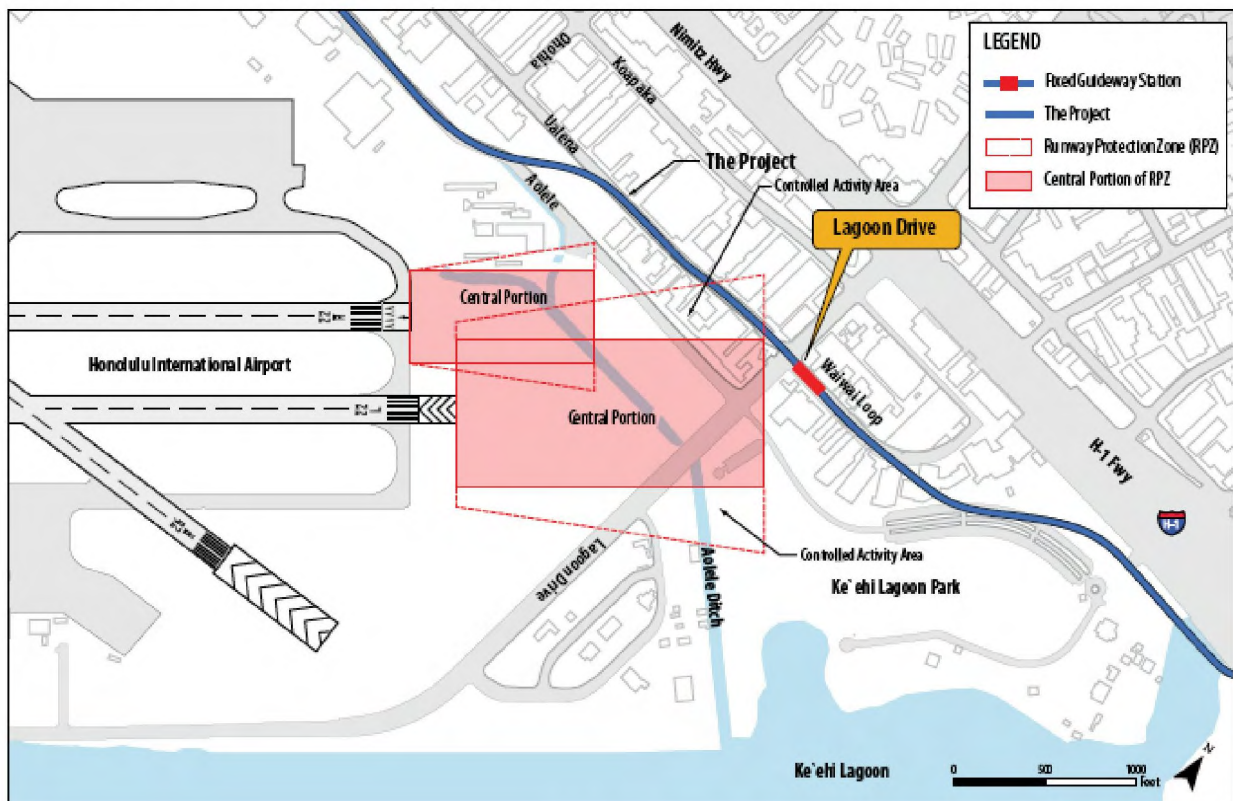 LEGEND
Fixed Guideway Station
The Project
Runway Protection Zone (RPZ)
Central Portion of RPZ
Nimitz Hwy
Ohohia
Koapaka
Ualena
Aolele
The Project
Controlled Activity Area
Lagoon Drive
Central Portion
Honolulu International Airport
Central Portion
Waiwai Loop
H-1 Fwy
H-1
Lagoon Drive
Controlled Activity Area
Aolele Ditch
Ke`ehi Lagoon Park
Ke`ehi Lagoon
0 500 1000
Feet
N